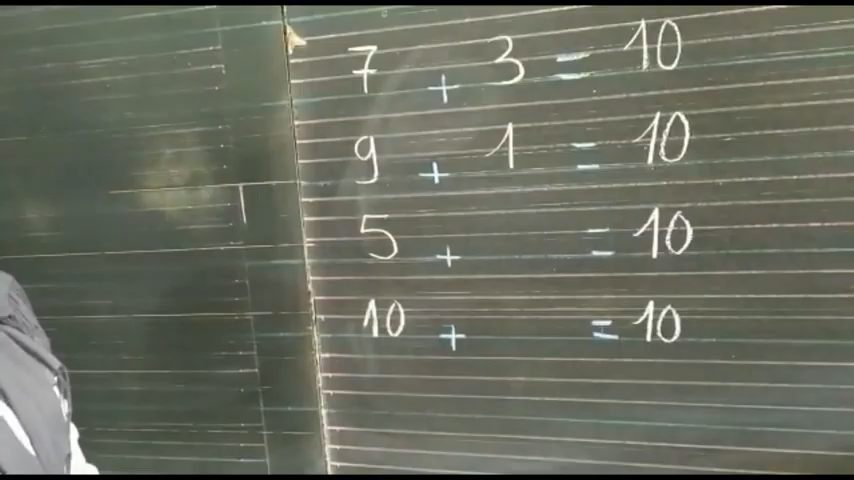 7 + 3 = 10
9 + 1 = 10
5 + = 10
10 + = 10